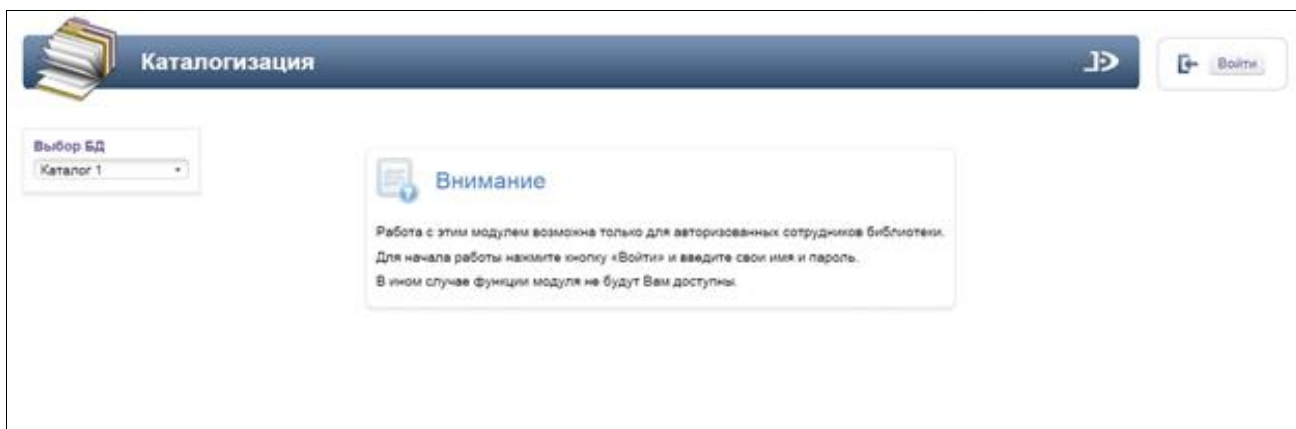 Каталогизация
Войти
Выбор БД
Каталог 1
Внимание
Работа с этим модулем возможна только для авторизованных сотрудников библиотеки.
Для начала работы нажмите кнопку «Войти» и введите свои имя и пароль.
В ином случае функции модуля не будут Вам доступны.